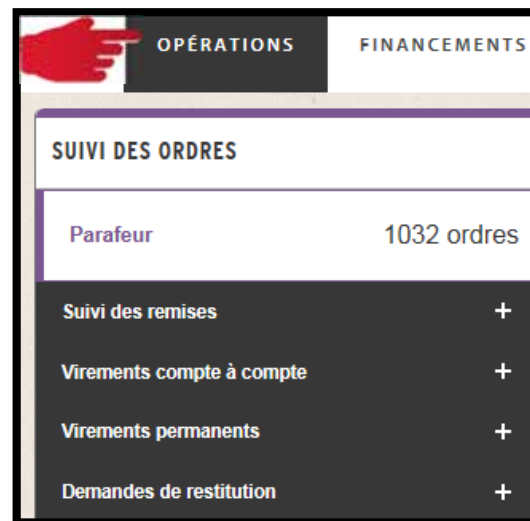 OPÉRATIONS FINANCEMENTS
SUIVI DES ORDRES
Parafeur 1032 ordres
Suivi des remises +
Virements compte à compte +
Virements permanents +
Demandes de restitution +